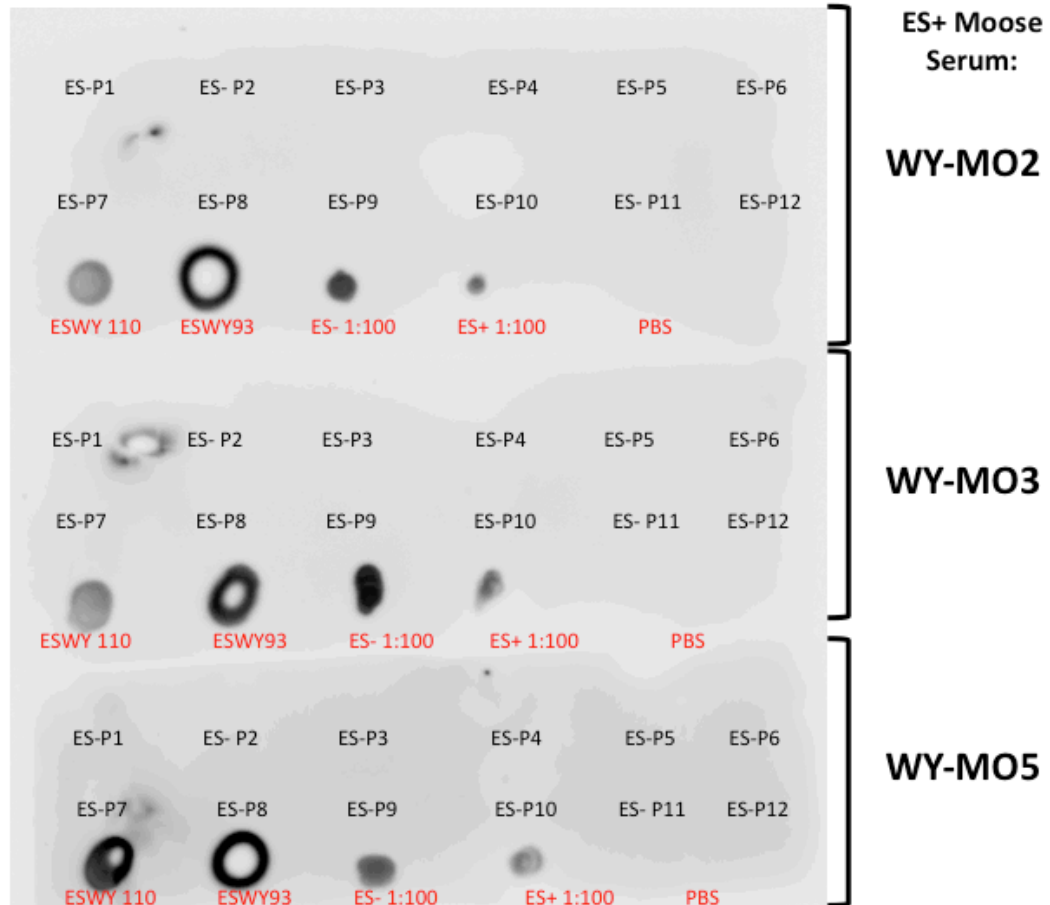 ES+ Moose
Serum:
ES-P1 ES- P2 ES-P3 ES-P4 ES-P5 ES-P6
WY-MO2
ES-P7 ES-P8 ES-P9 ES-P10 ES- P11 ES-P12
ESWY 110 ESWY93 ES- 1:100 ES+ 1:100 PBS
ES-P1 ES- P2 ES-P3 ES-P4 ES-P5 ES-P6
WY-MO3
ES-P7 ES-P8 ES-P9 ES-P10 ES- P11 ES-P12
ESWY 110 ESWY93 ES- 1:100 ES+ 1:100 PBS
ES-P1 ES- P2 ES-P3 ES-P4 ES-P5 ES-P6
WY-MO5
ES-P7 ES-P8 ES-P9 ES-P10 ES- P11 ES-P12
ESWY 110 ESWY93 ES- 1:100 ES+ 1:100 PBS